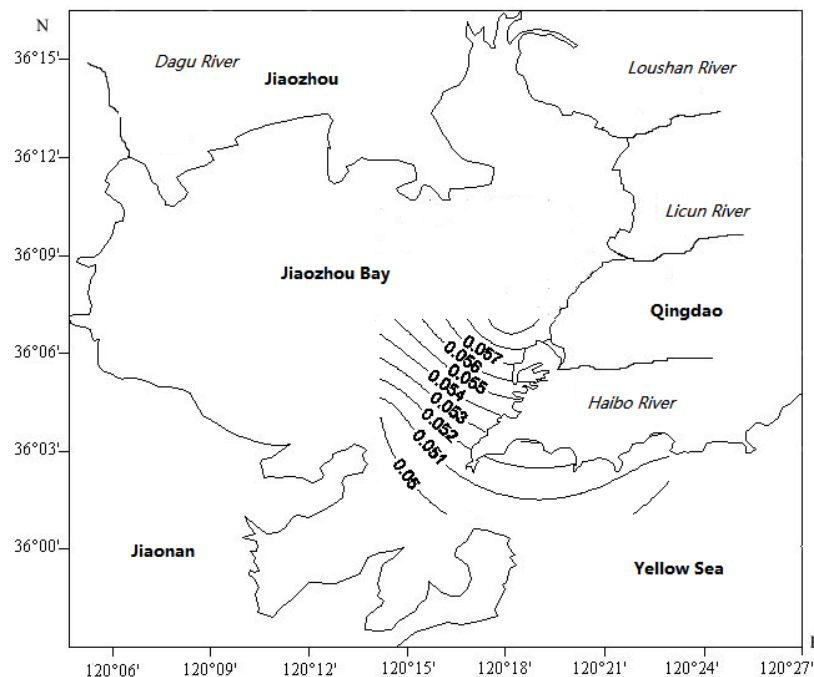 N
36°15'
Dagu River
Jiaozhou
Loushan River
36°12'
Licun River
36°09'
Jiaozhou Bay
Qingdao
36°06'
0.057
0.056
0.055
0.054
0.053
0.052
0.051
0.05
Haibo River
36°03'
36°00'
Jiaonan
Yellow Sea
120°06'
120°09'
120°12'
120°15'
120°18'
120°21'
120°24'
120°27'